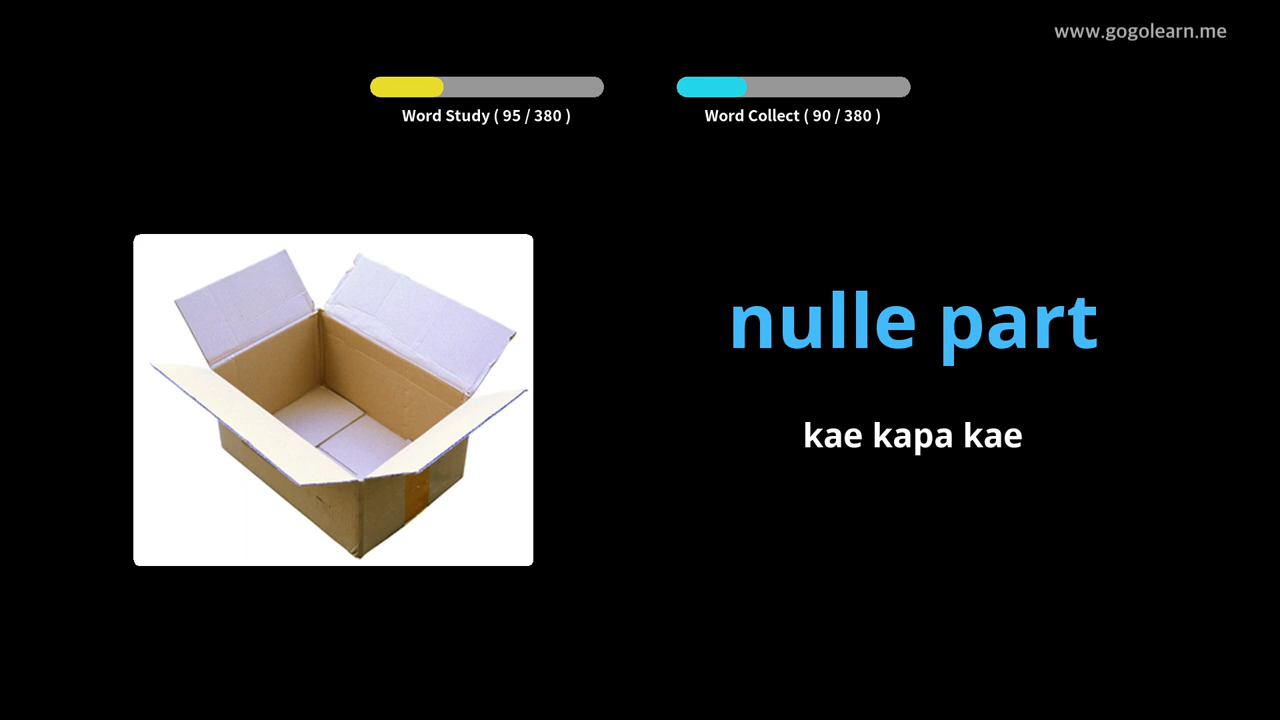 www.gogolearn.me
Word Study ( 95 / 380 )
Word Collect ( 90 / 380 )
nulle part
kae kapa kae